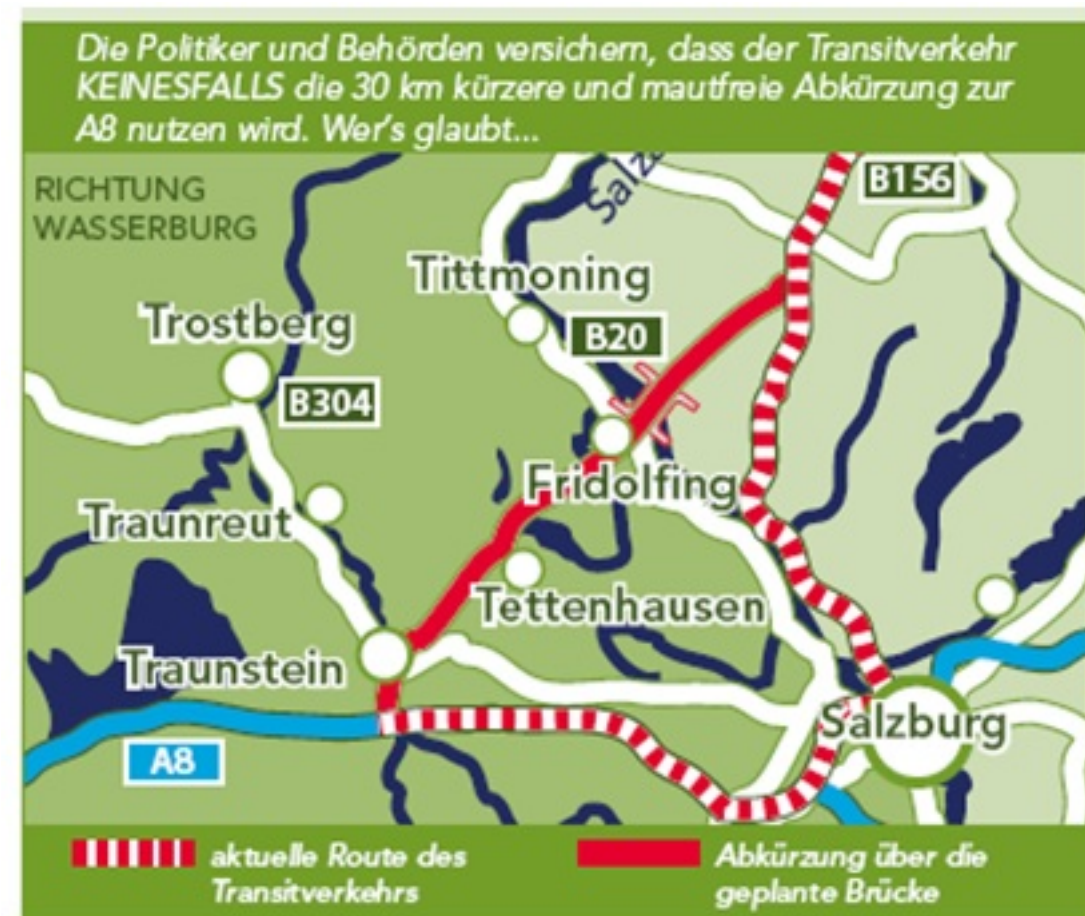 Die Politiker und Behörden versichern, dass der Transitverkehr
KEINESFALLS die 30 km kürzere und mautfreie Abkürzung zur
A8 nutzen wird. Wer's glaubt...
RICHTUNG
WASSERBURG
B156
Tittmoning
Trostberg
B20
B304
Fridolfing
Traunreut
Tettenhausen
Traunstein
Salzburg
A8
aktuelle Route des
Transitverkehrs
Abkürzung über die
geplante Brücke